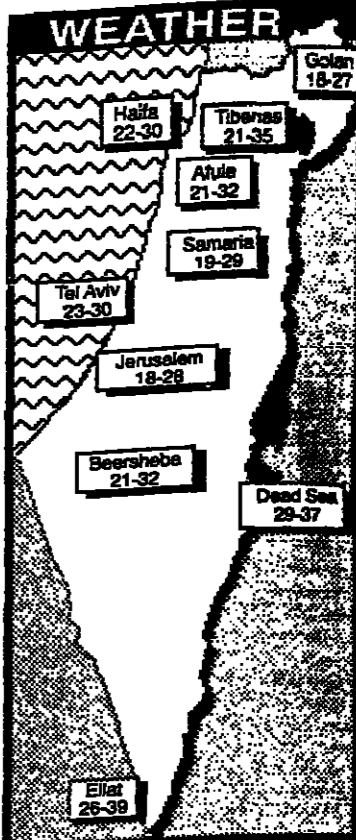 WEATHER
Golan
18-27
Haifa
22-30
Tiberias
21-35
Afula
21-32
Samaria
19-29
Tel Aviv
23-30
Jerusalem
18-28
Beersheba
21-32
Dead Sea
29-37
Eilat
26-39